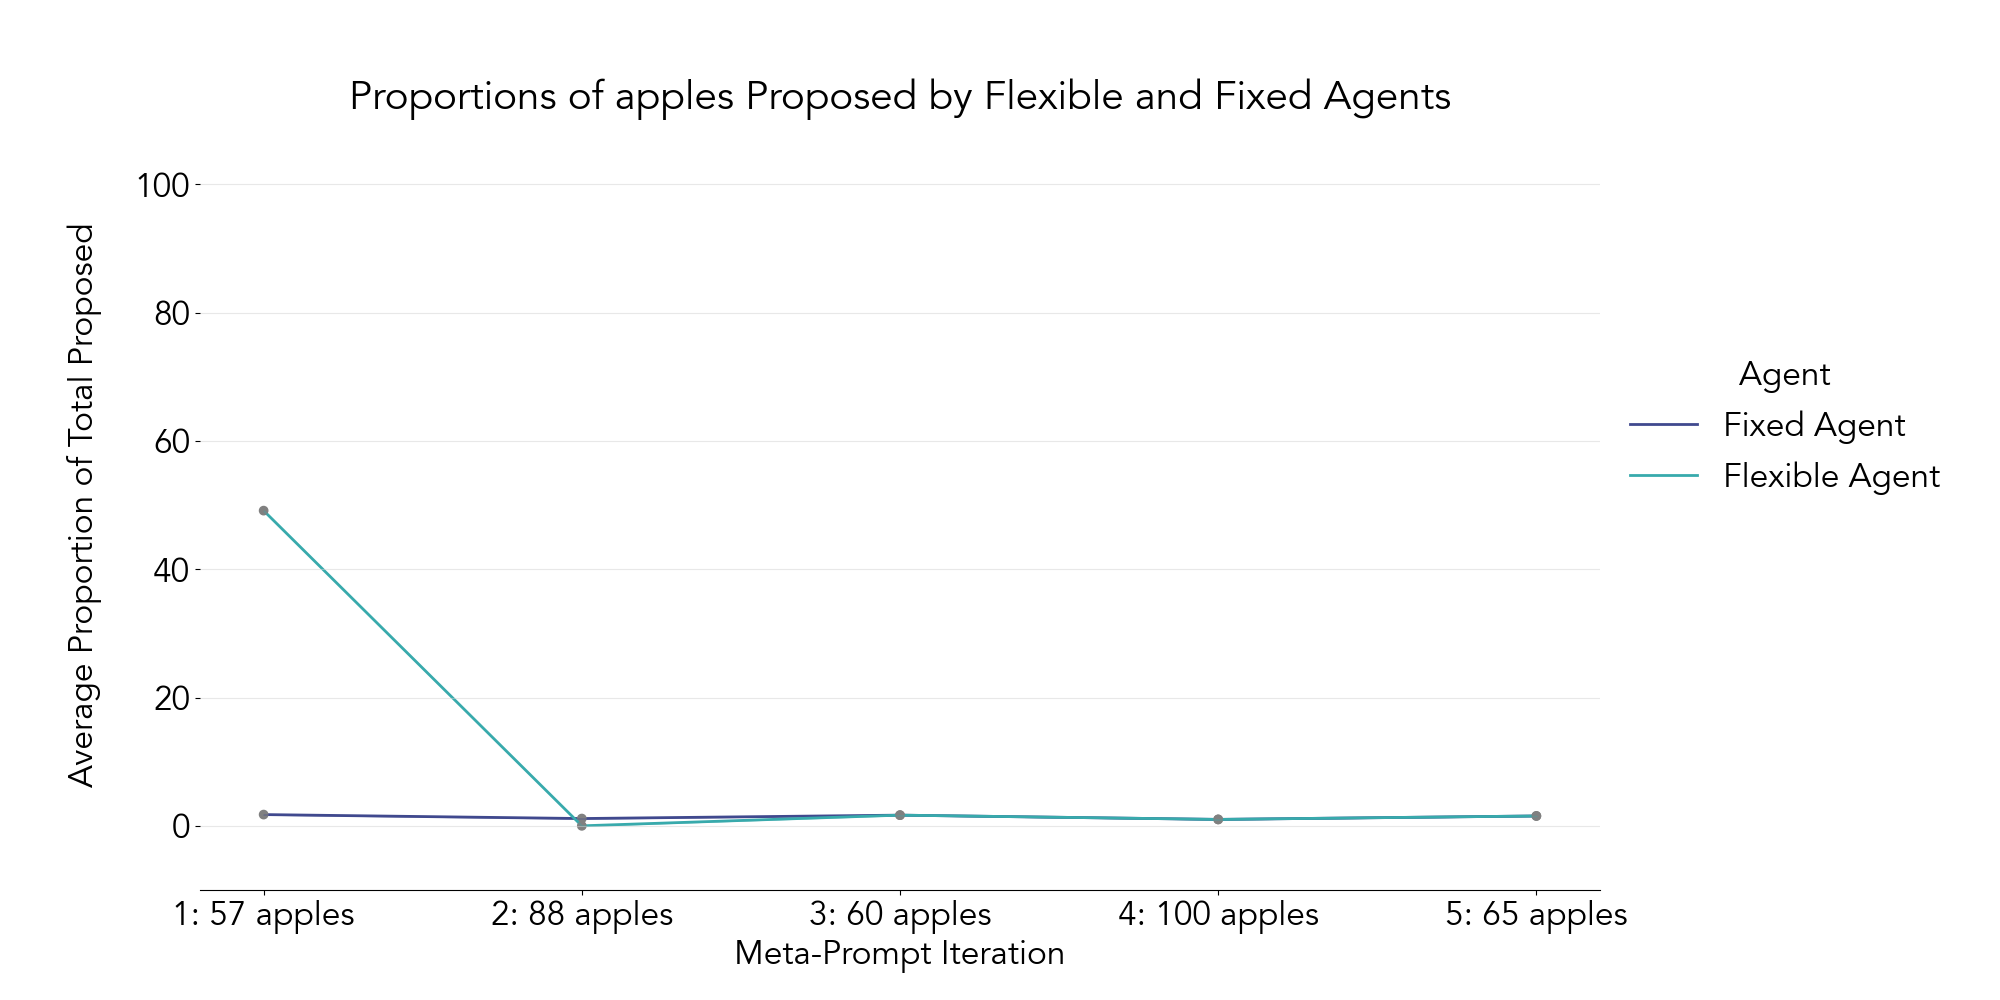 Proportions of apples Proposed by Flexible and Fixed Agents
Average Proportion of Total Proposed
100
80
60
40
20
0
1: 57 apples
2: 88 apples
3: 60 apples
4: 100 apples
5: 65 apples
Meta-Prompt Iteration
Agent
Fixed Agent
Flexible Agent